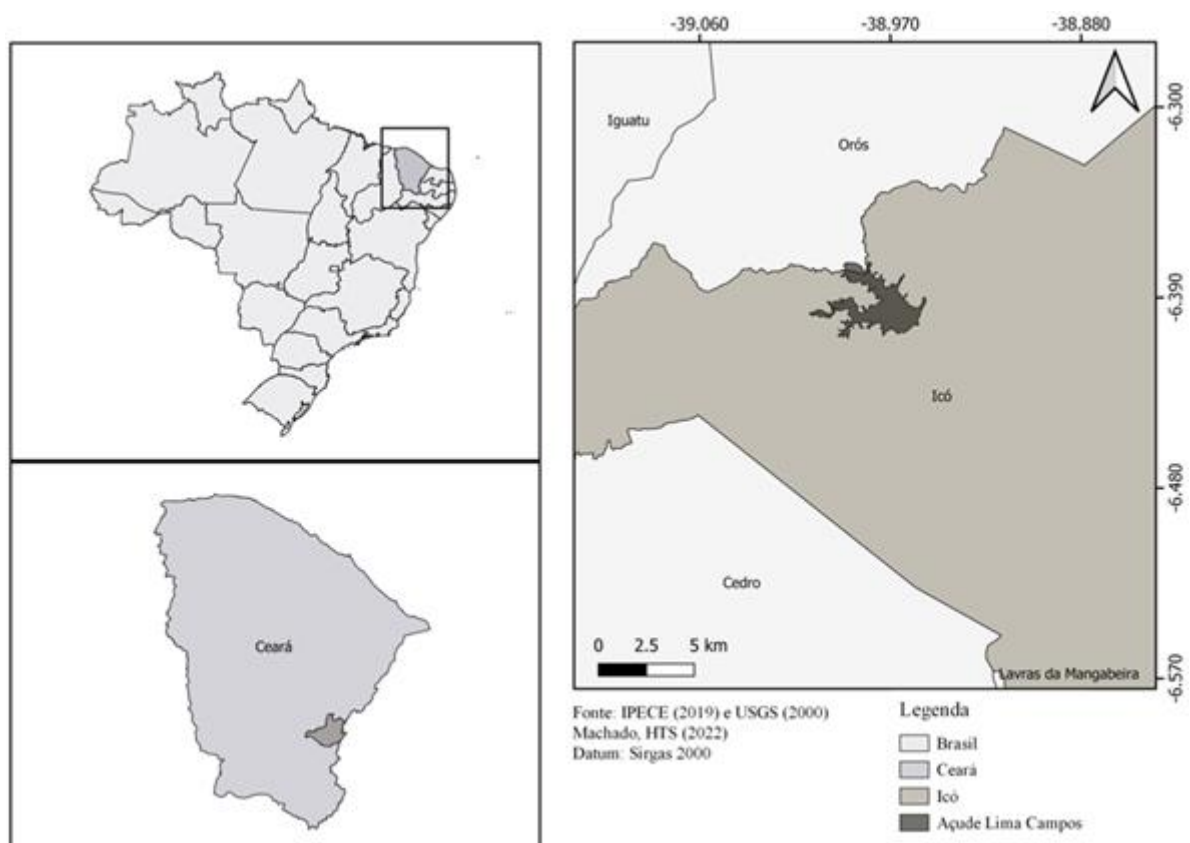 Ceará
-39.060
-38.970
-38.880
Iguatu
Orós
-6.300
-6.390
Icó
-6.480
Cedro
0 2.5 5 km
Lavras da Mangabeira
-6.570
Fonte: IPECE (2019) e USGS (2000)
Machado, HTS (2022)
Datum: Sirgas 2000
Legenda
Brasil
Ceará
Icó
Açude Lima Campos